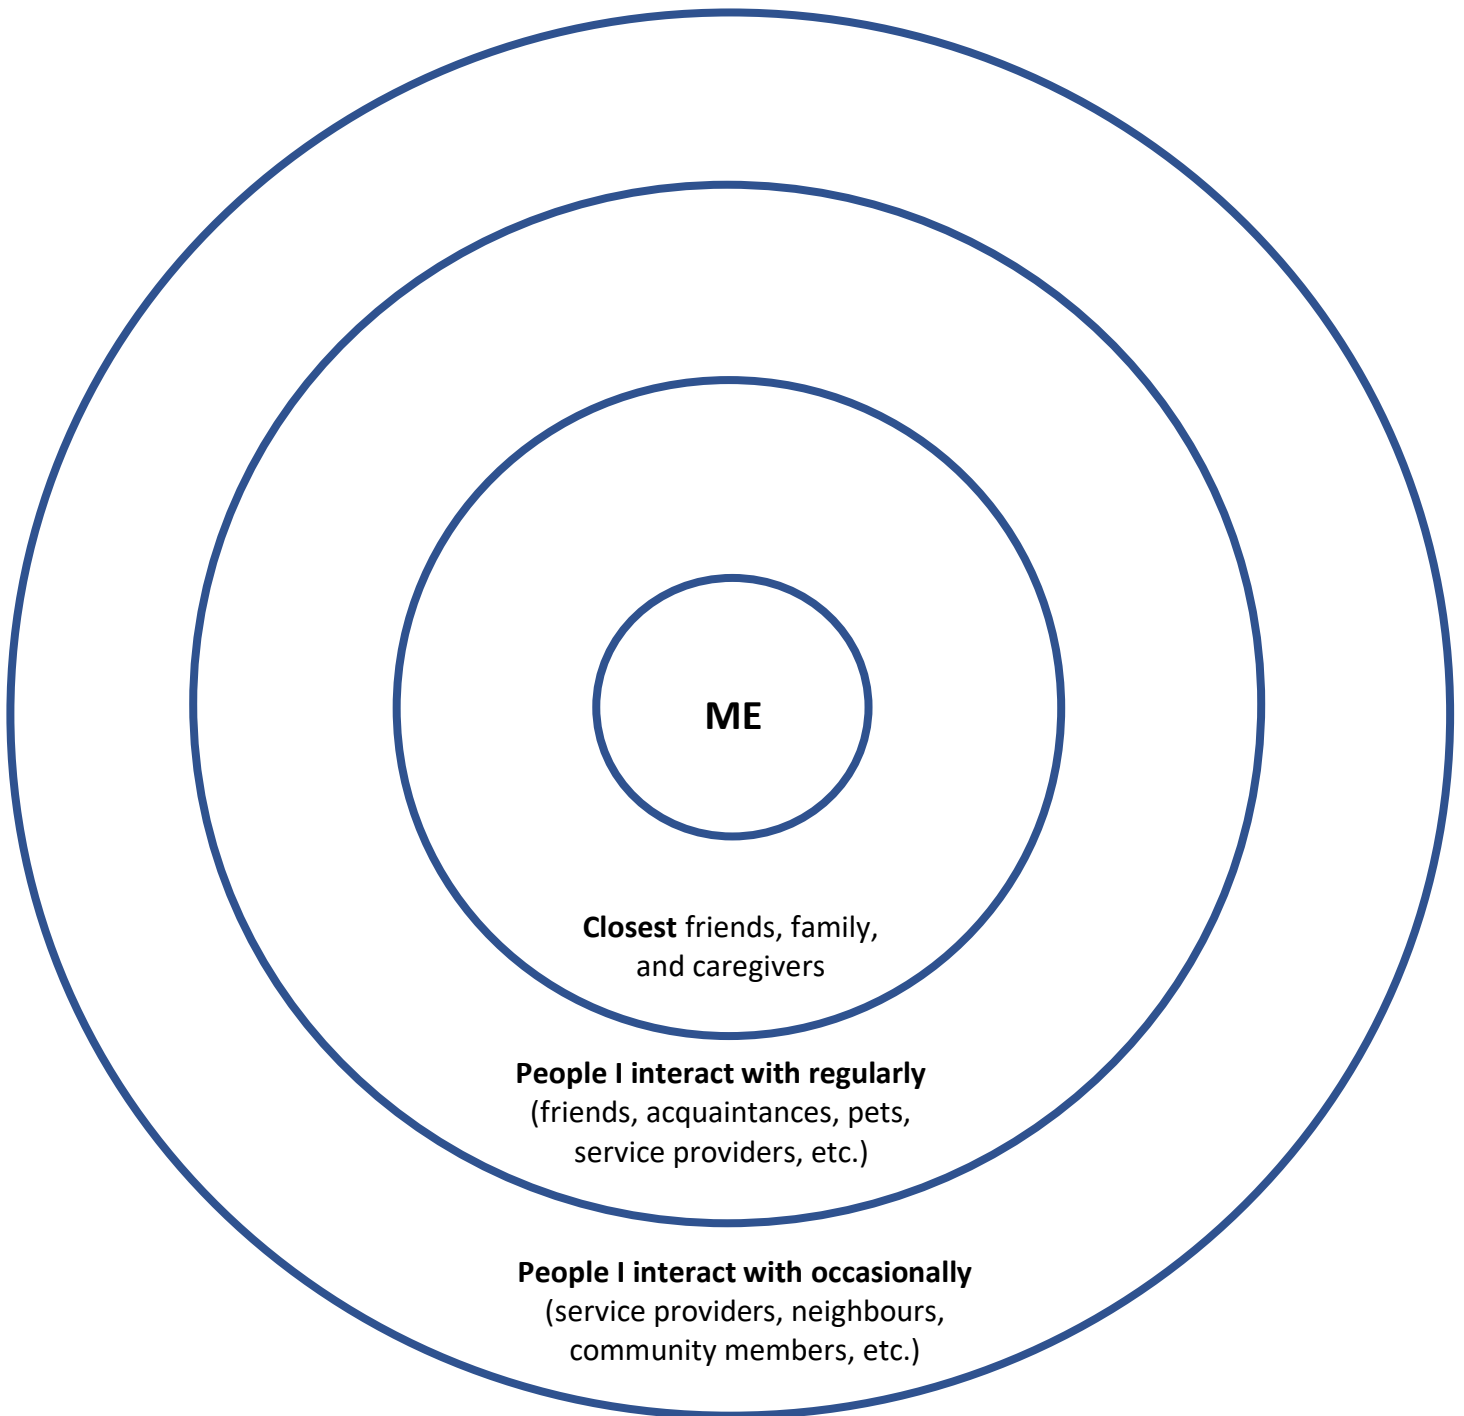 ME
Closest friends, family,
and caregivers
People I interact with regularly
(friends, acquaintances, pets,
service providers, etc.)
People I interact with occasionally
(service providers, neighbours,
community members, etc.)